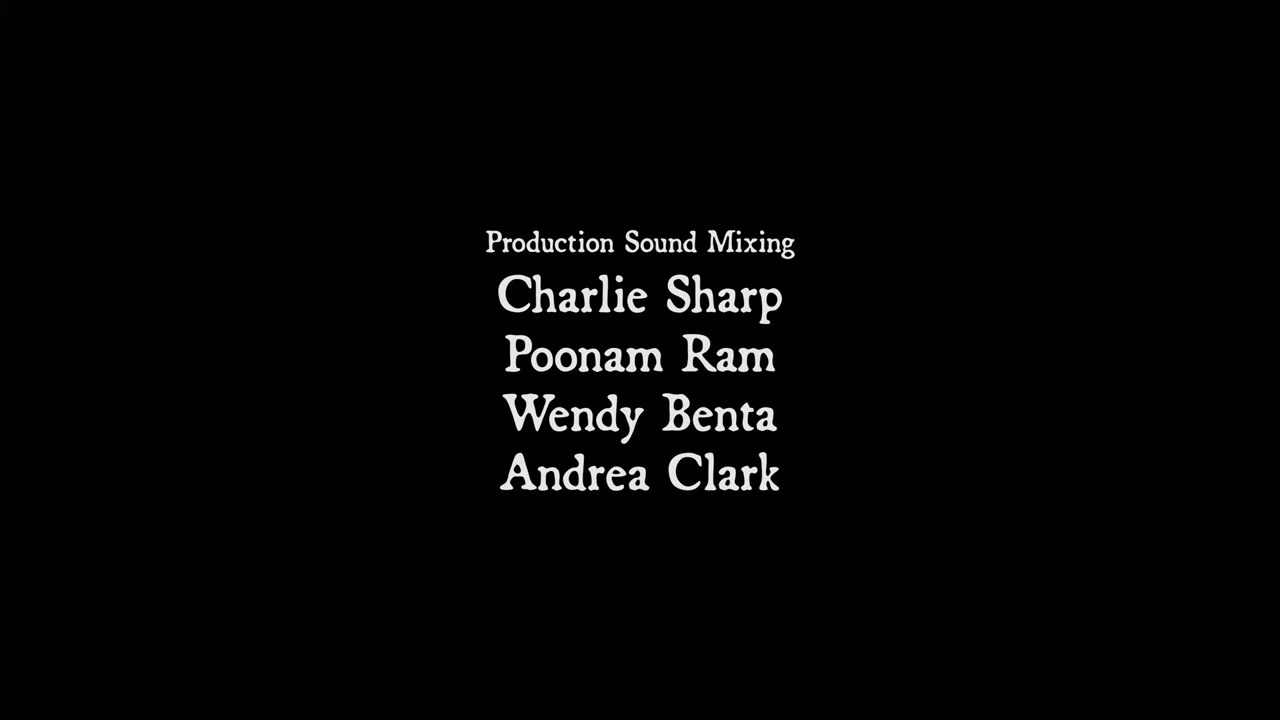 Production Sound Mixing
Charlie Sharp
Poonam Ram
Wendy Benta
Andrea Clark